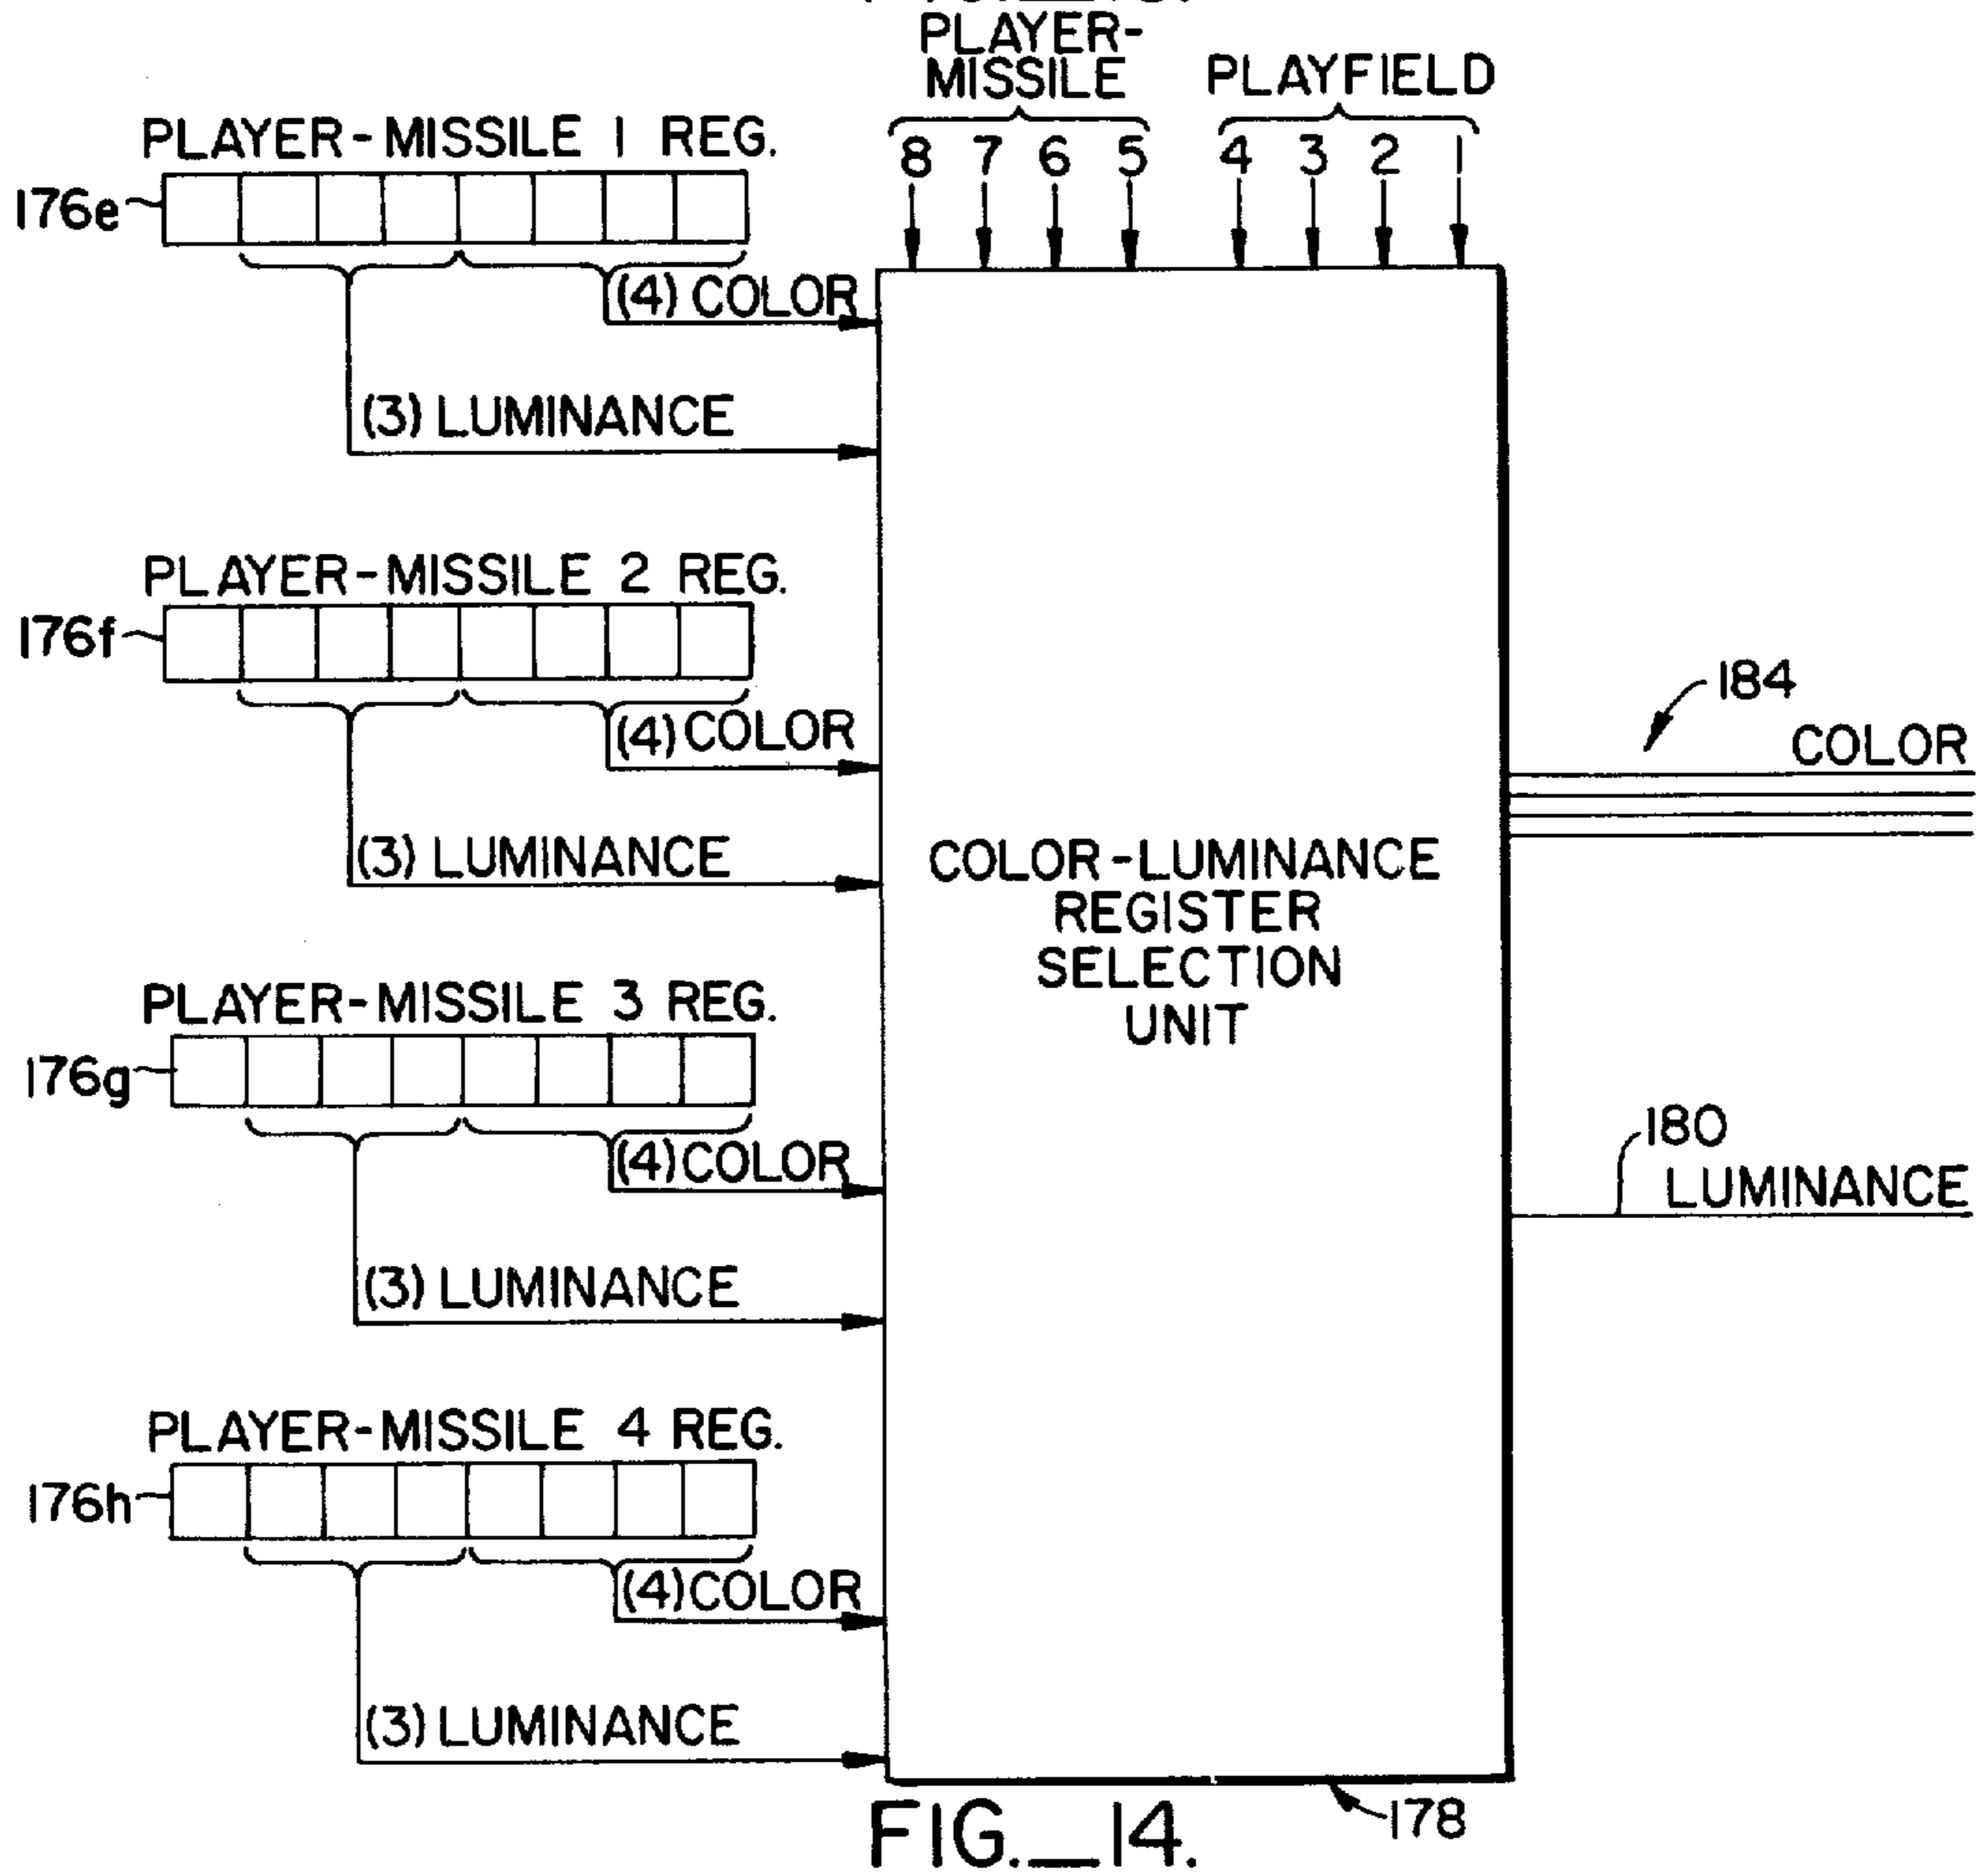 PLAYER-
MISSILE
PLAYFIELD
8 7 6 5 4 3 2 1
PLAYER-MISSILE 1 REG.
176e
(4) COLOR
(3) LUMINANCE
PLAYER-MISSILE 2 REG.
176f
(4) COLOR
(3) LUMINANCE
PLAYER-MISSILE 3 REG.
176g
(4) COLOR
(3) LUMINANCE
PLAYER-MISSILE 4 REG.
176h
(4) COLOR
(3) LUMINANCE
COLOR-LUMINANCE
REGISTER
SELECTION
UNIT
184
COLOR
180
LUMINANCE
178
FIG._14.